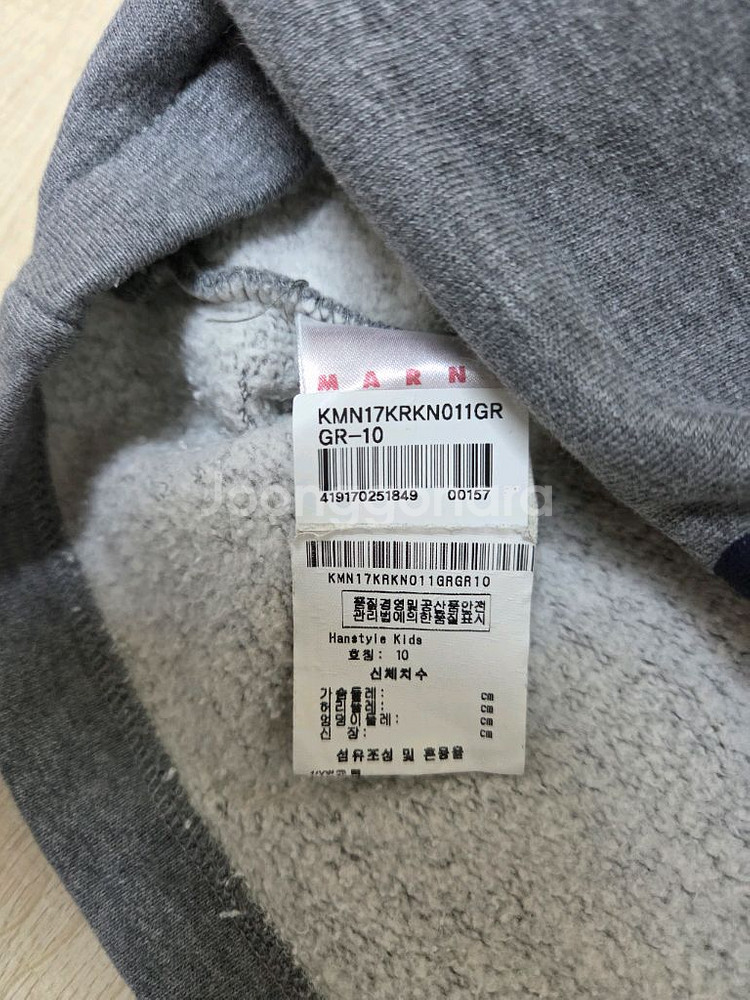 MARN
KMN17KRKN011GR
GR-10
419170251849 00157
Joonggonara
KMN17KRKN011GRGR10
품질경영및공산품안전
관리법에의한품질표시
Hanstyle Kids
호칭: 10
신체치수
가슴둘레: cm
허리둘레: cm
엉덩이둘레: cm
신 장: cm
섬유조성 및 혼용율